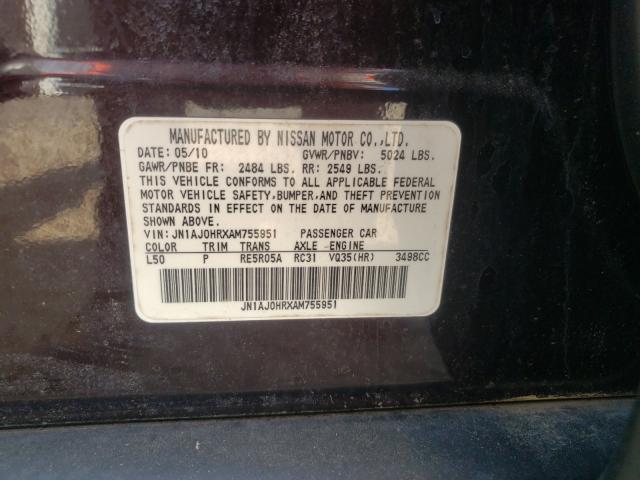 MANUFACTURED BY NISSAN MOTOR CO.,LTD.
DATE: 05/10 GVWR/PNBV: 5024 LBS.
GAWR/PNBE FR: 2484 LBS. RR: 2549 LBS.
THIS VEHICLE CONFORMS TO ALL APPLICABLE FEDERAL
MOTOR VEHICLE SAFETY,BUMPER,AND THEFT PREVENTION
STANDARDS IN EFFECT ON THE DATE OF MANUFACTURE
SHOWN ABOVE.
VIN: JN1AJ0HRXAM755951 PASSENGER CAR
COLOR TRIM TRANS AXLE ENGINE
L50 P RE5R05A RC31 VQ35(HR) 3498CC
JN1AJ0HRXAM755951